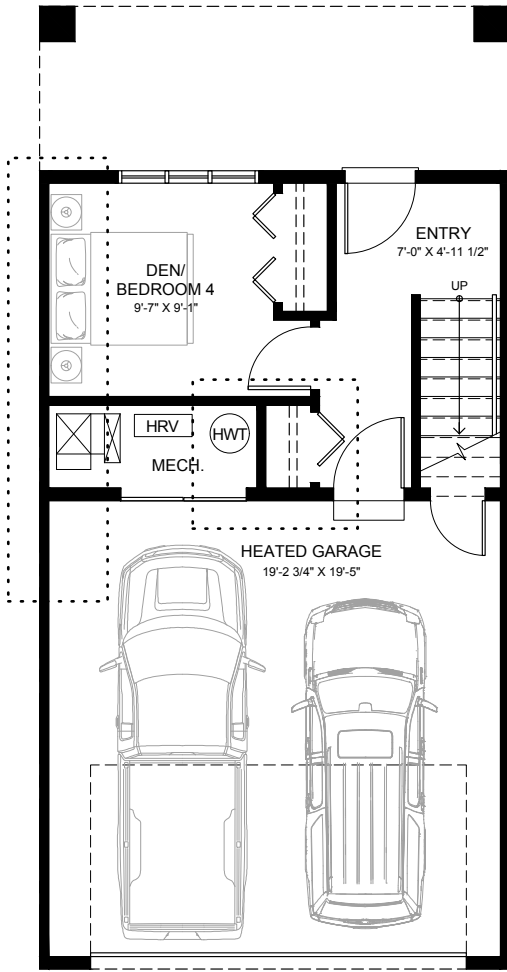 ENTRY
7'-0" X 4'-11 1/2"
DEN/
BEDROOM 4
9'-7" X 9'-1"
UP
HRV
HWT
MECH.
HEATED GARAGE
19'-2 3/4" X 19'-5"